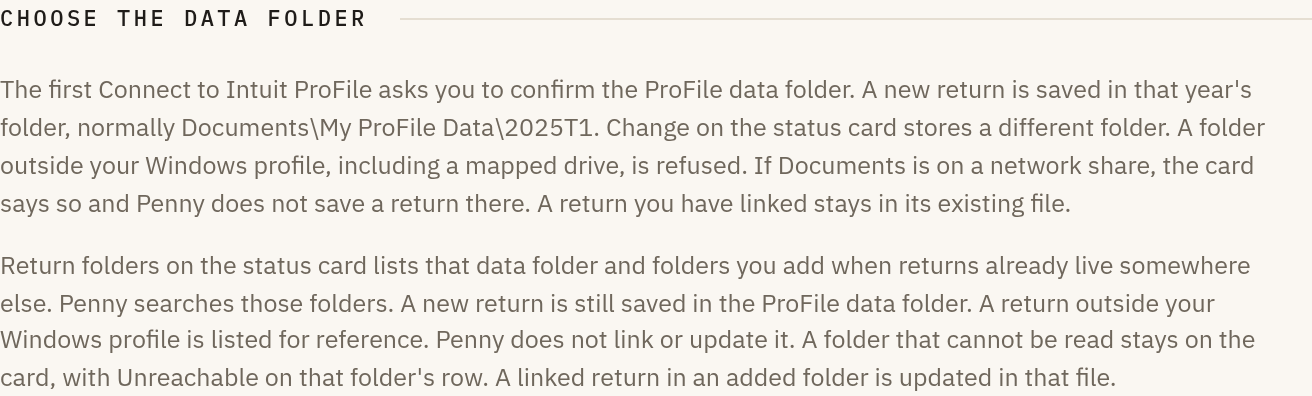 CHOOSE THE DATA FOLDER
The first Connect to Intuit ProFile asks you to confirm the ProFile data folder. A new return is saved in that year's
folder, normally Documents\My ProFile Data\2025T1. Change on the status card stores a different folder. A folder
outside your Windows profile, including a mapped drive, is refused. If Documents is on a network share, the card
says so and Penny does not save a return there. A return you have linked stays in its existing file.
Return folders on the status card lists that data folder and folders you add when returns already live somewhere
else. Penny searches those folders. A new return is still saved in the ProFile data folder. A return outside your
Windows profile is listed for reference. Penny does not link or update it. A folder that cannot be read stays on the
card, with Unreachable on that folder's row. A linked return in an added folder is updated in that file.